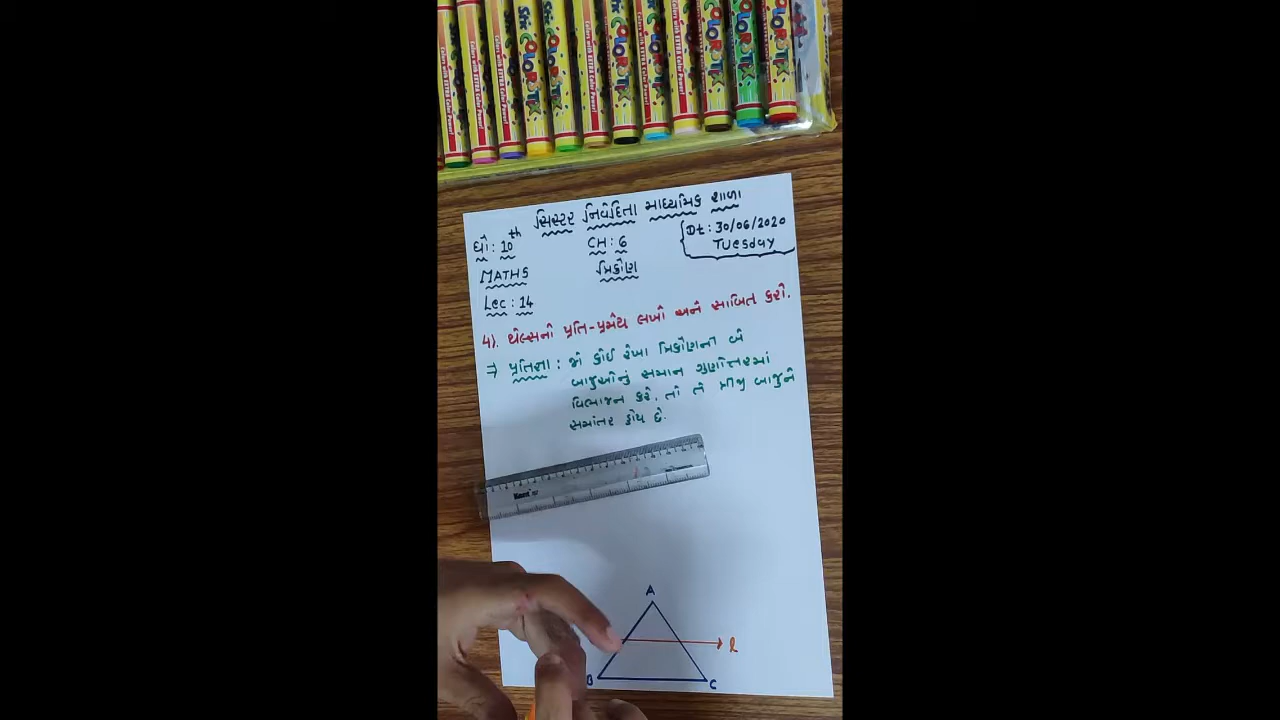 સિસ્ટર નિવેદિતા માધ્યમિક શાળા
ધો : 10th
CH : 6
Dt : 30/06/2020
Tuesday
MATHS
ત્રિકોણ
Lec : 14
4). થેલ્સનો પ્રતિ-પ્રમેય લખો અને સાબિત કરો.
⇒ પ્રતિજ્ઞા : જો કોઈ રેખા ત્રિકોણની બે
બાજુઓનું સમાન ગુણોત્તરમાં
વિભાજન કરે, તો તે ત્રીજી બાજુને
સમાંતર હોય છે.
A
l
B
C